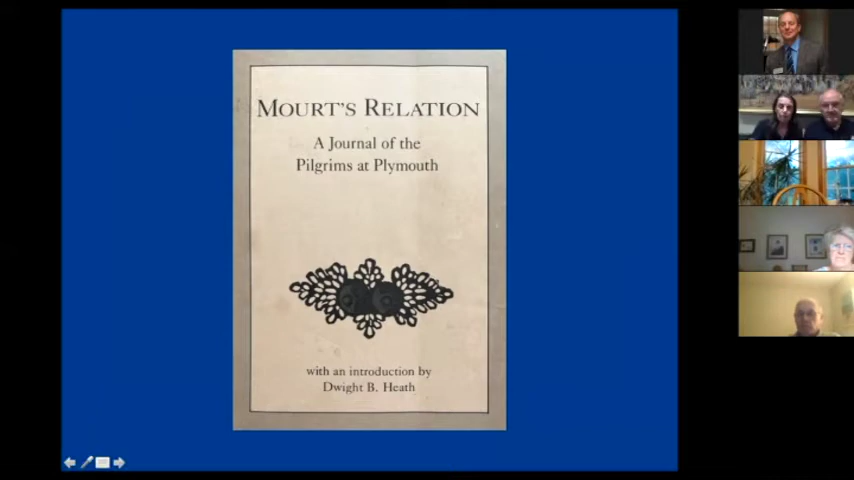 MOURT'S RELATION
A Journal of the
Pilgrims at Plymouth
with an introduction by
Dwight B. Heath